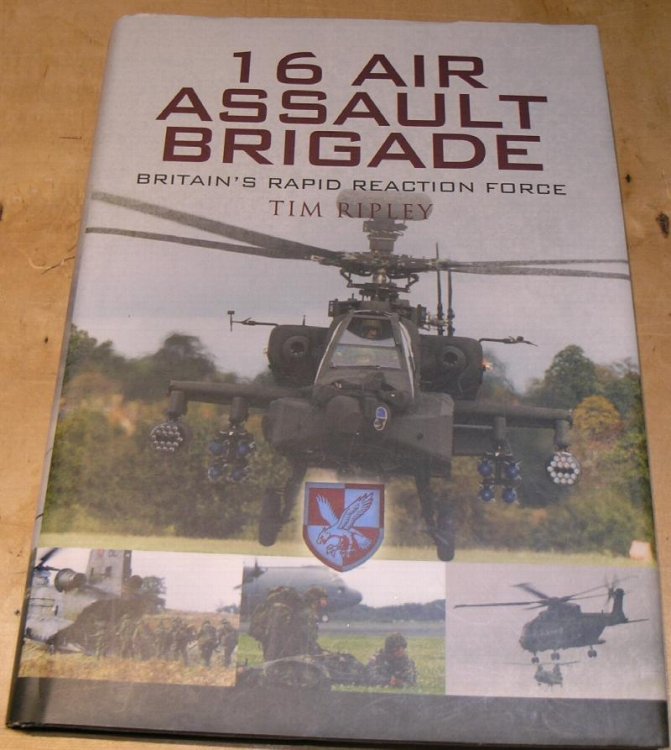 16 AIR
ASSAULT
BRIGADE
BRITAIN'S RAPID REACTION FORCE
TIM RIPLEY